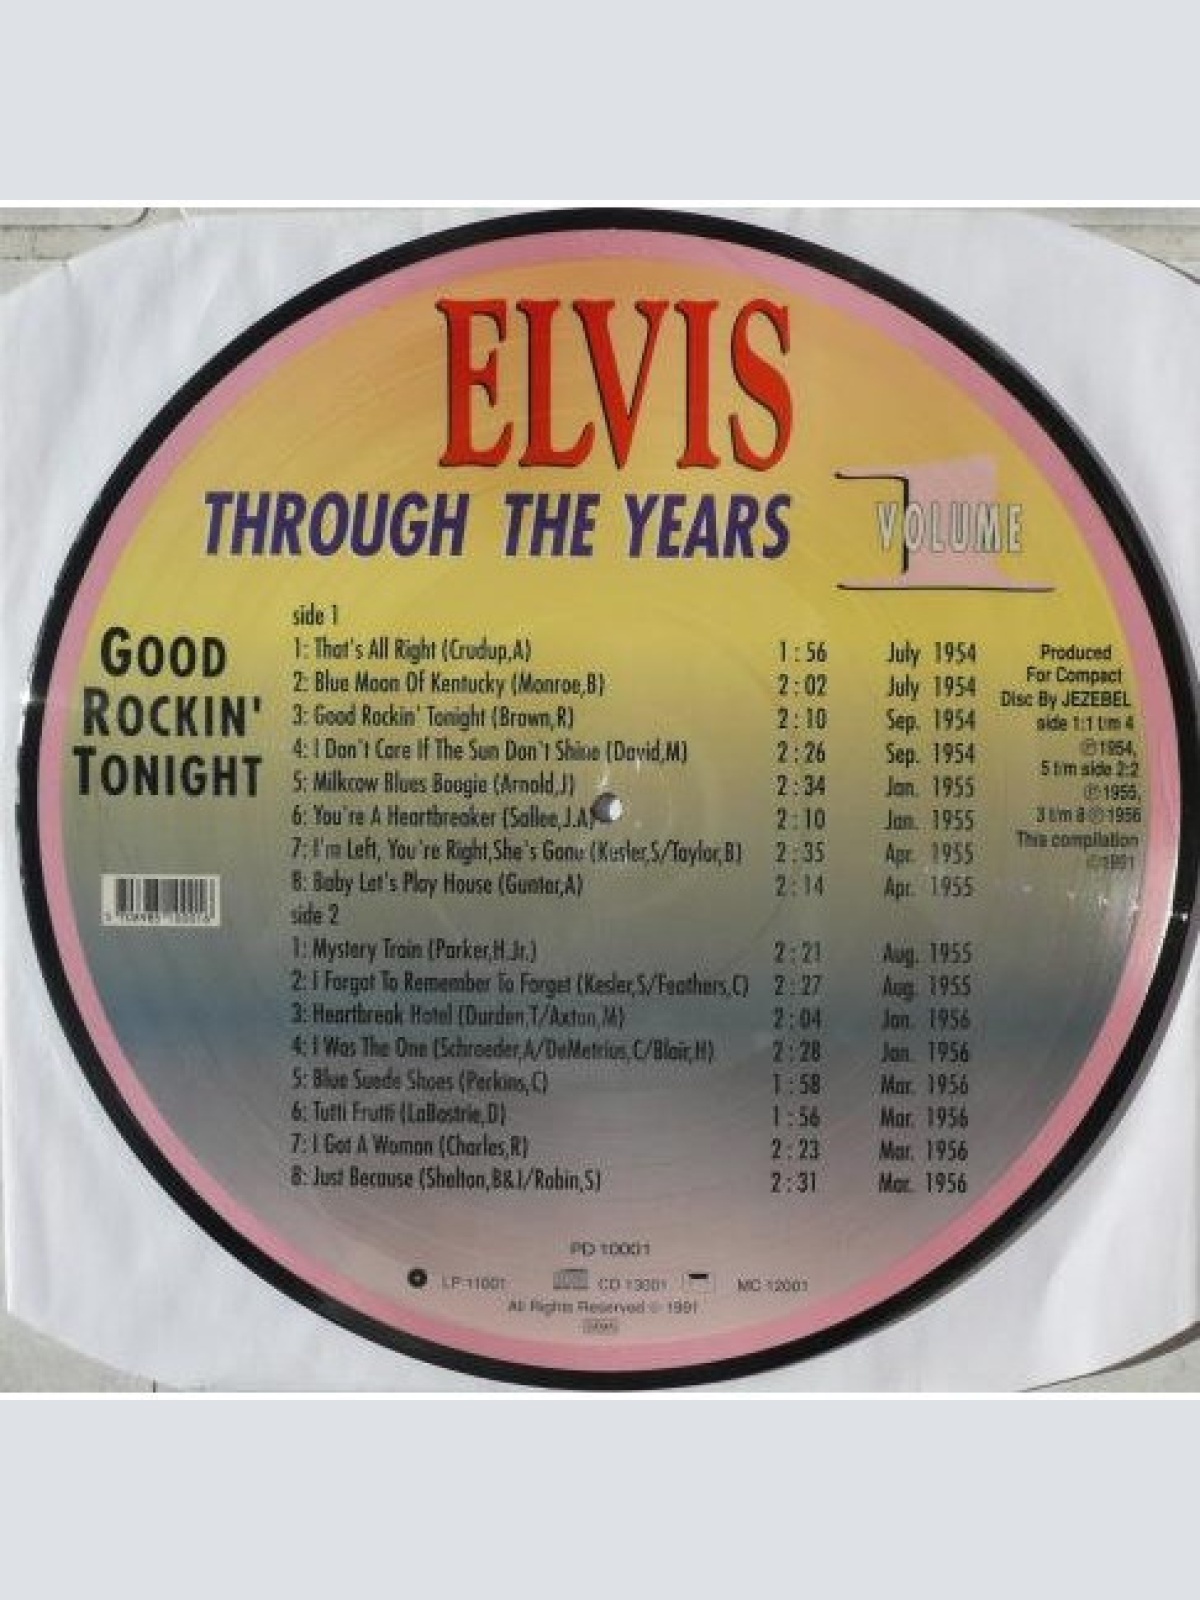 ELVIS
THROUGH THE YEARS
VOLUME 1
GOOD
ROCKIN'
TONIGHT
side 1
1: That's All Right (Crudup,A) 1:56 July 1954
2: Blue Moon Of Kentucky (Monroe,B) 2:02 July 1954
3: Good Rockin' Tonight (Brown,R) 2:10 Sep. 1954
4: I Don't Care If The Sun Don't Shine (David,M) 2:26 Sep. 1954
5: Milkcow Blues Boogie (Arnold,J) 2:34 Jan. 1955
6: You're A Heartbreaker (Sallee,J.A) 2:10 Jan. 1955
7: I'm Left, You're Right,She's Gone (Kesler,S/Taylor,B) 2:35 Apr. 1955
8: Baby Let's Play House (Gunter,A) 2:14 Apr. 1955
side 2
1: Mystery Train (Parker,H.Jr.) 2:21 Aug. 1955
2: I Forgot To Remember To Forget (Kesler,S/Feathers,C) 2:27 Aug. 1955
3: Heartbreak Hotel (Durden,T/Axton,M) 2:04 Jan. 1956
4: I Was The One (Schroeder,A/DeMetrius,C/Blair,H) 2:28 Jan. 1956
5: Blue Suede Shoes (Perkins,C) 1:58 Mar. 1956
6: Tutti Frutti (LaBostrie,D) 1:56 Mar. 1956
7: I Got A Woman (Charles,R) 2:23 Mar. 1956
8: Just Because (Shelton,B&J/Robin,S) 2:31 Mar. 1956
Produced
For Compact
Disc By JEZEBEL
side 1:1 t/m 4
℗ 1954,
5 t/m side 2:2
℗ 1955,
3 t/m 8 ℗ 1956
This compilation
© 1991
PD 10001
LP 11001 CD 13001 MC 12001
All Rights Reserved © 1991